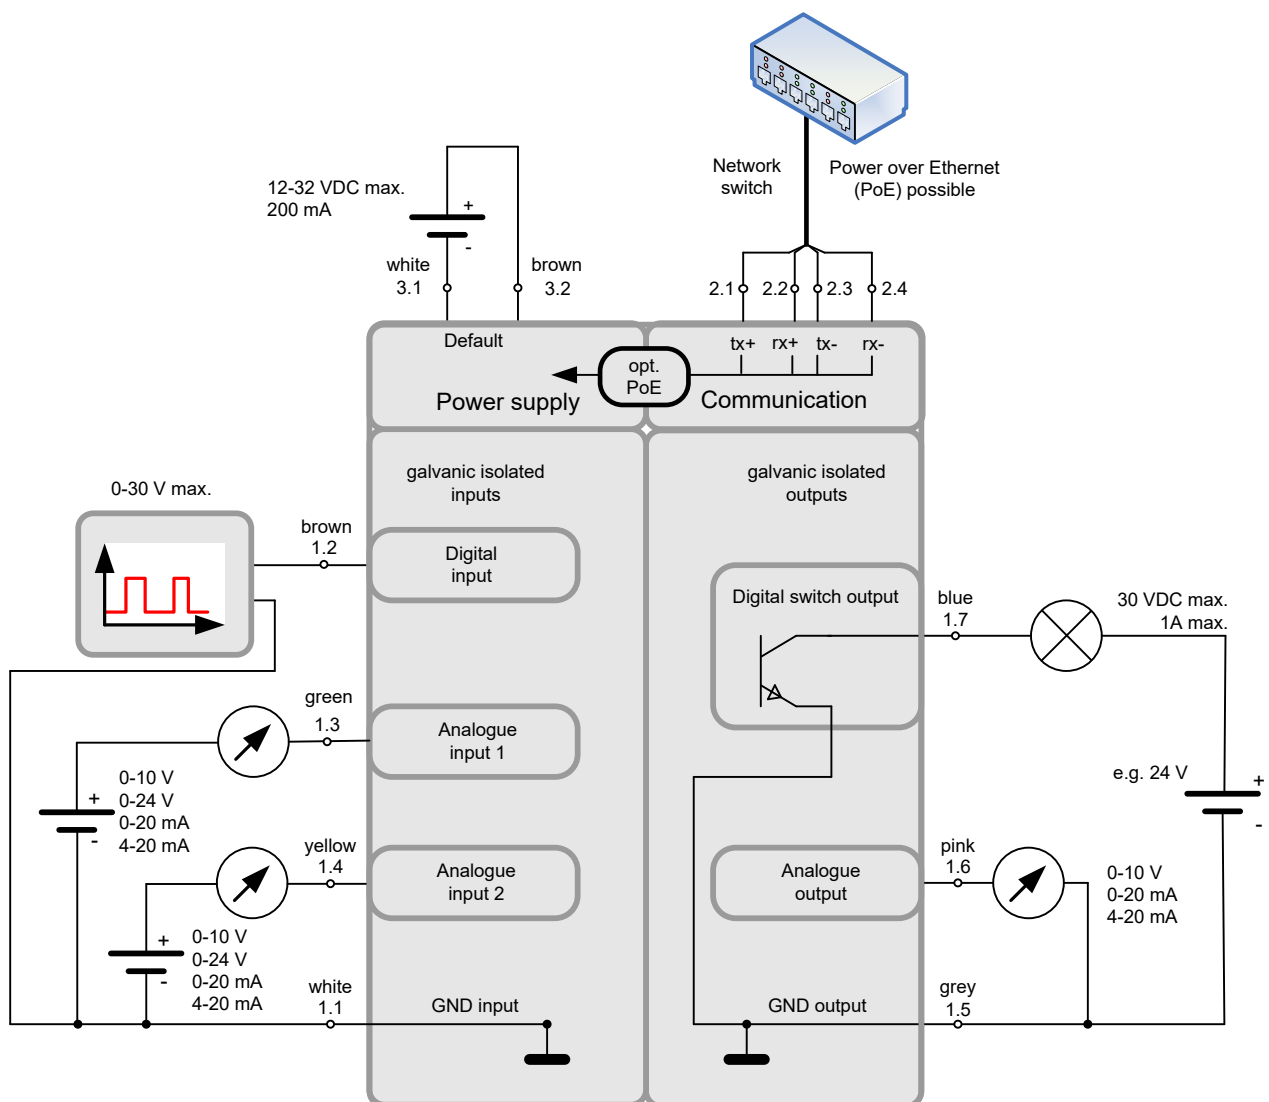 Network
switch
Power over Ethernet
(PoE) possible
12-32 VDC max.
200 mA
+
-
white
3.1
brown
3.2
2.1
2.2
2.3
2.4
Default
tx+
rx+
tx-
rx-
opt.
PoE
Power supply
Communication
galvanic isolated
inputs
galvanic isolated
outputs
0-30 V max.
brown
1.2
Digital
input
Digital switch output
blue
1.7
30 VDC max.
1A max.
green
1.3
Analogue
input 1
0-10 V
0-24 V
0-20 mA
4-20 mA
+
-
e.g. 24 V
+
-
yellow
1.4
Analogue
input 2
0-10 V
0-24 V
0-20 mA
4-20 mA
+
-
Analogue
output
pink
1.6
0-10 V
0-20 mA
4-20 mA
white
1.1
GND input
GND output
grey
1.5